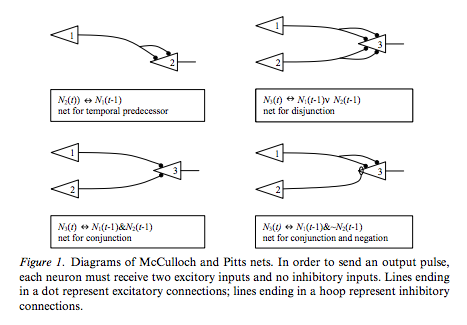 1
2
N₂(t)) ↔ N₁(t-1)
net for temporal predecessor
1
2
3
N₃(t) ↔ N₁(t-1)v N₂(t-1)
net for disjunction
1
2
3
N₃(t) ↔ N₁(t-1)&N₂(t-1)
net for conjunction
1
2
3
N₃(t) ↔ N₁(t-1)&~N₂(t-1)
net for conjunction and negation
Figure 1. Diagrams of McCulloch and Pitts nets. In order to send an output pulse,
each neuron must receive two excitory inputs and no inhibitory inputs. Lines ending
in a dot represent excitatory connections; lines ending in a hoop represent inhibitory
connections.